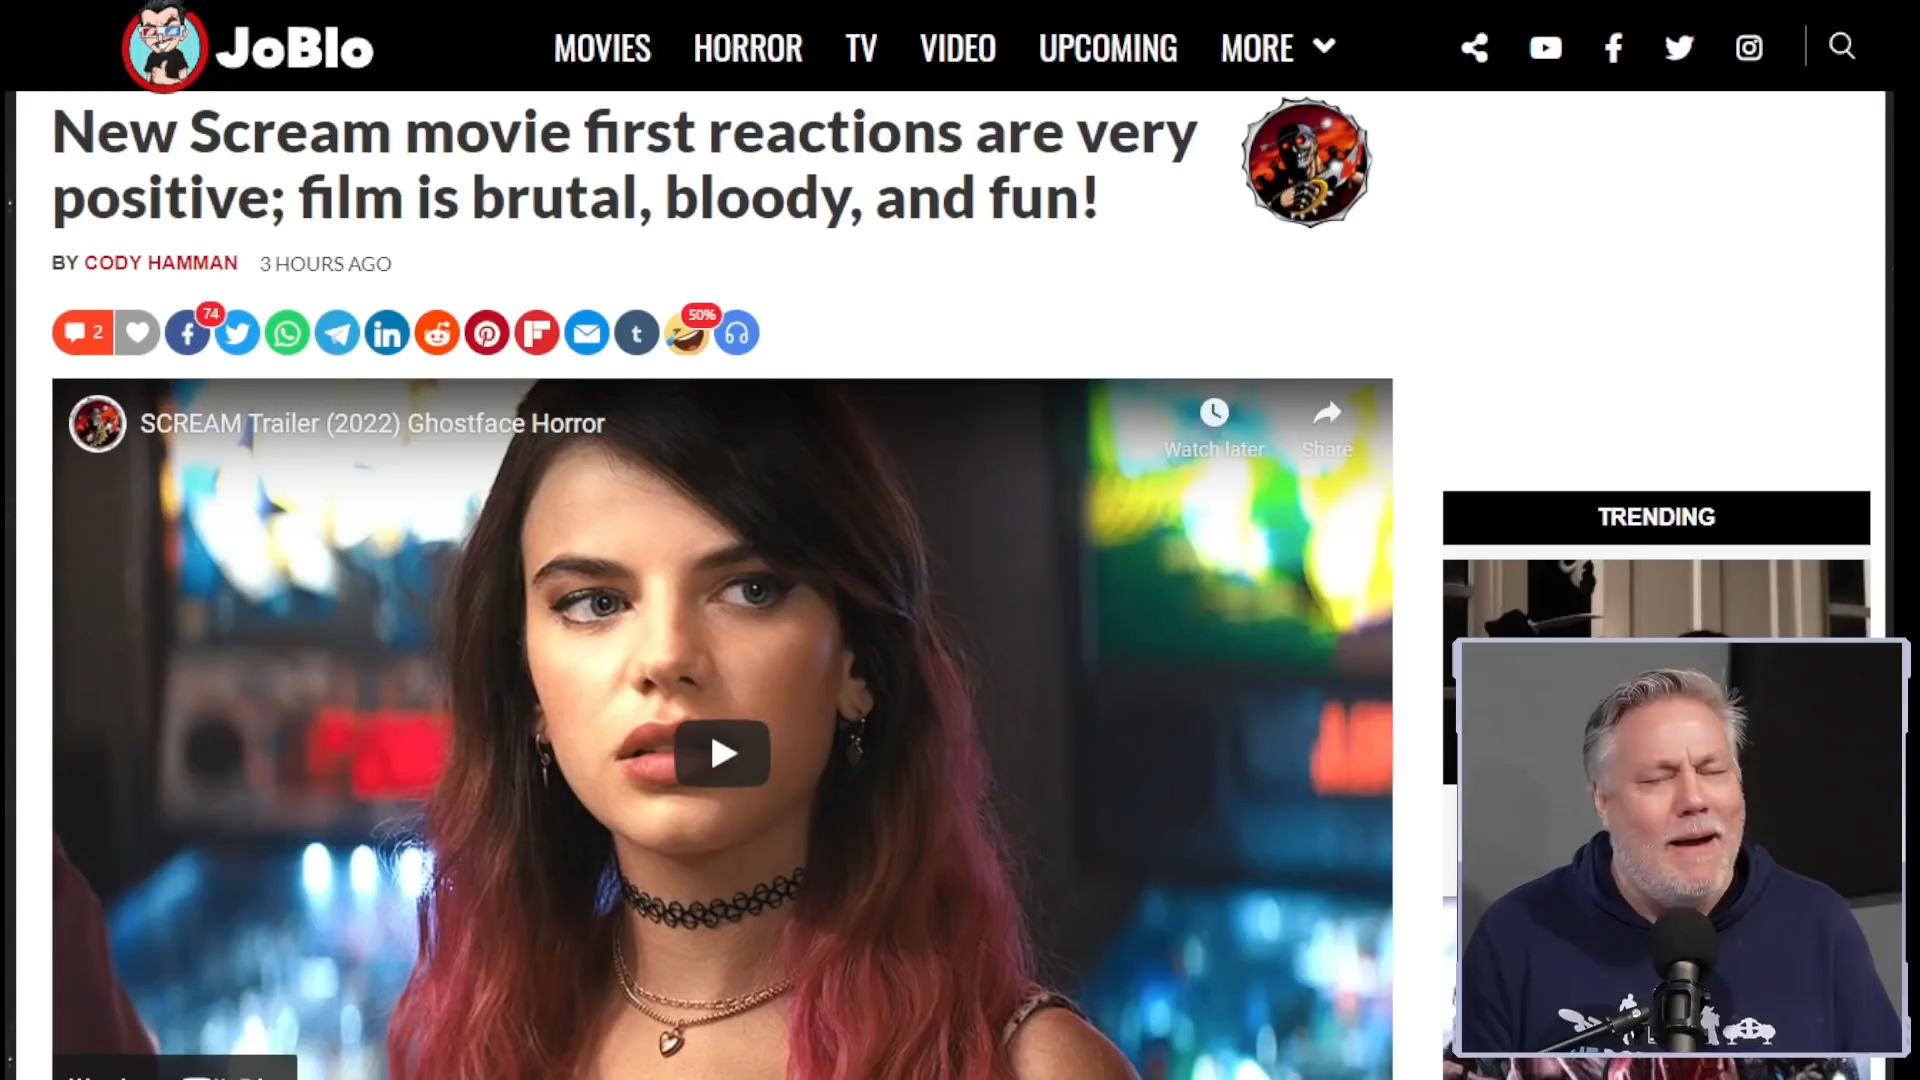 JoBlo
MOVIES HORROR TV VIDEO UPCOMING MORE
New Scream movie first reactions are very
positive; film is brutal, bloody, and fun!
BY CODY HAMMAN 3 HOURS AGO
2
74
50%
SCREAM Trailer (2022) Ghostface Horror
Watch later
Share
TRENDING